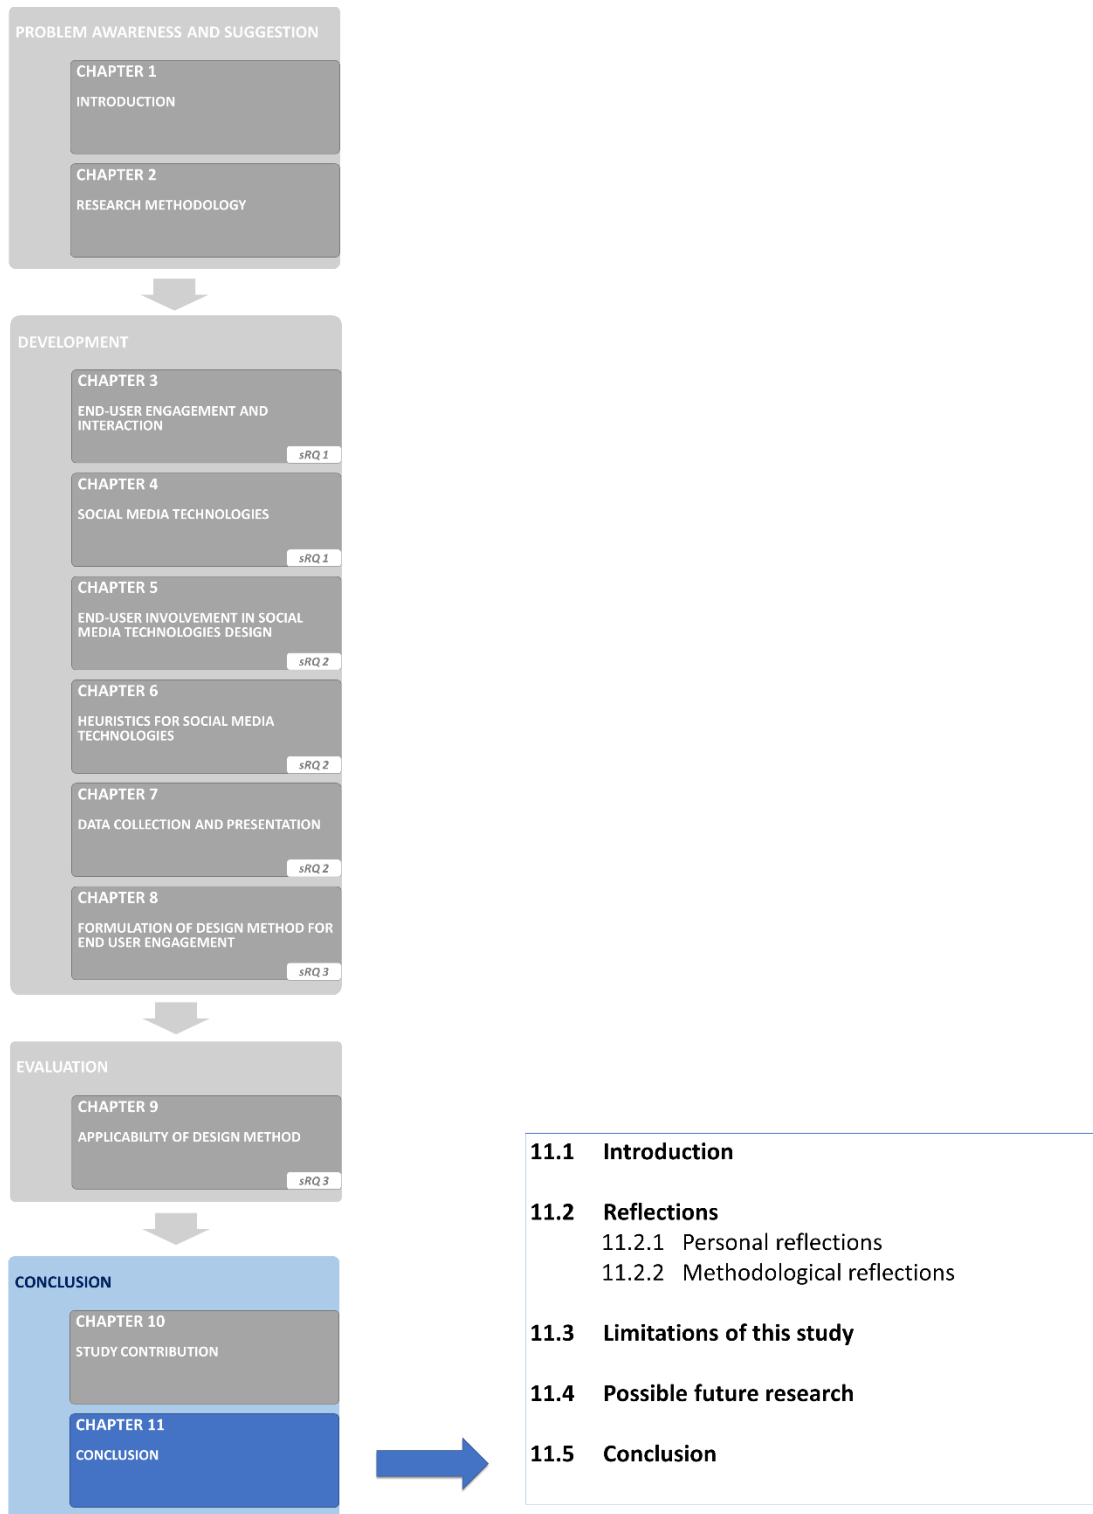 PROBLEM AWARENESS AND SUGGESTION
CHAPTER 1
INTRODUCTION
CHAPTER 2
RESEARCH METHODOLOGY
DEVELOPMENT
CHAPTER 3
END-USER ENGAGEMENT AND
INTERACTION
sRQ 1
CHAPTER 4
SOCIAL MEDIA TECHNOLOGIES
sRQ 1
CHAPTER 5
END-USER INVOLVEMENT IN SOCIAL
MEDIA TECHNOLOGIES DESIGN
sRQ 2
CHAPTER 6
HEURISTICS FOR SOCIAL MEDIA
TECHNOLOGIES
sRQ 2
CHAPTER 7
DATA COLLECTION AND PRESENTATION
sRQ 2
CHAPTER 8
FORMULATION OF DESIGN METHOD FOR
END USER ENGAGEMENT
sRQ 3
EVALUATION
CHAPTER 9
APPLICABILITY OF DESIGN METHOD
sRQ 3
CONCLUSION
CHAPTER 10
STUDY CONTRIBUTION
CHAPTER 11
CONCLUSION
11.1 Introduction
11.2 Reflections
11.2.1 Personal reflections
11.2.2 Methodological reflections
11.3 Limitations of this study
11.4 Possible future research
11.5 Conclusion